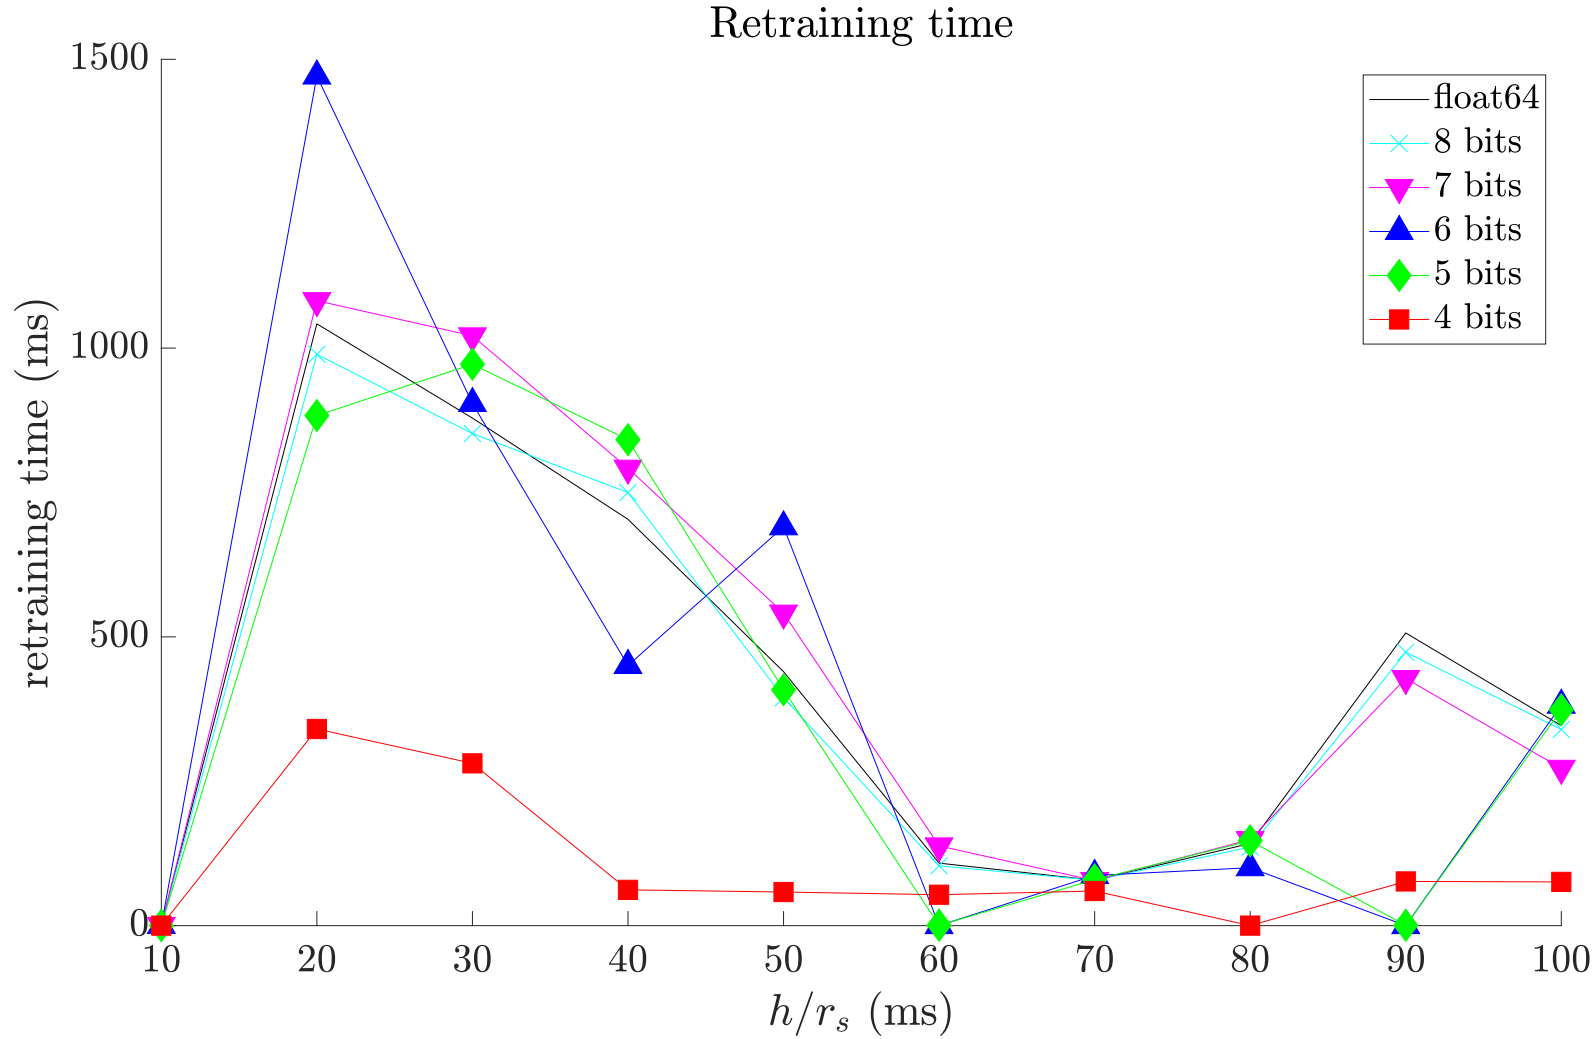 Retraining time
1500
1000
500
0
retraining time (ms)
10 20 30 40 50 60 70 80 90 100
h/r_s (ms)
float64
8 bits
7 bits
6 bits
5 bits
4 bits